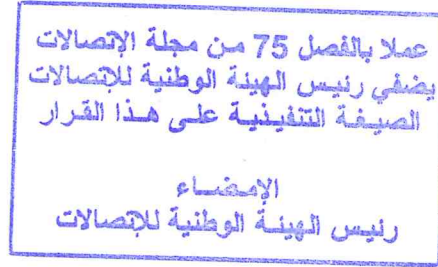 عملا بالفصل 75 من مجلة الإتصالات
يضفي رئيس الهيئة الوطنية للإتصالات
الصيغة التنفيذية على هذا القرار
الإمضاء
رئيس الهيئة الوطنية للإتصالات